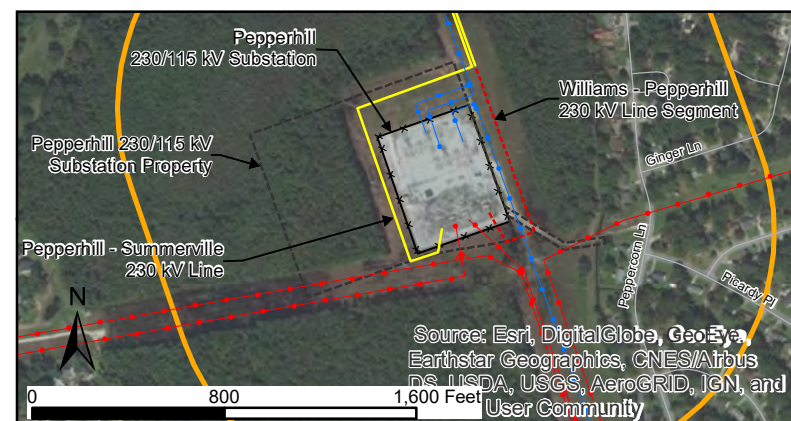 Pepperhill
230/115 kV Substation
Williams - Pepperhill
230 kV Line Segment
Pepperhill 230/115 kV
Substation Property
Ginger Ln
Pepperhill - Summerville
230 kV Line
Peppercorn Ln
Picardy Pl
N
Source: Esri, DigitalGlobe, GeoEye,
Earthstar Geographics, CNES/Airbus
DS, USDA, USGS, AeroGRID, IGN, and
User Community
0 800 1,600 Feet